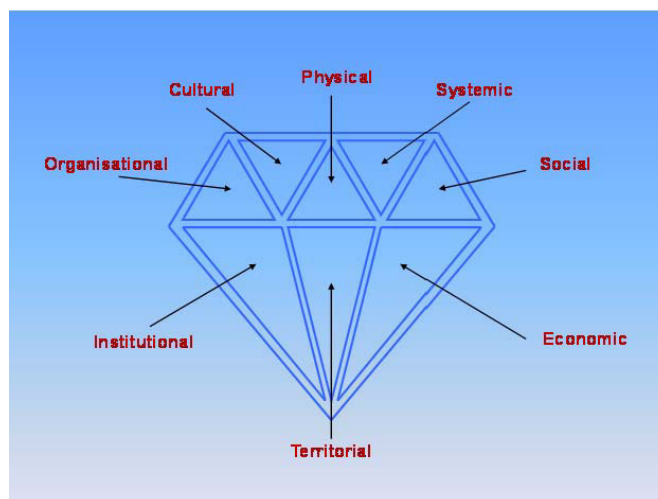 Physical
Cultural
Systemic
Organisational
Social
Institutional
Economic
Territorial